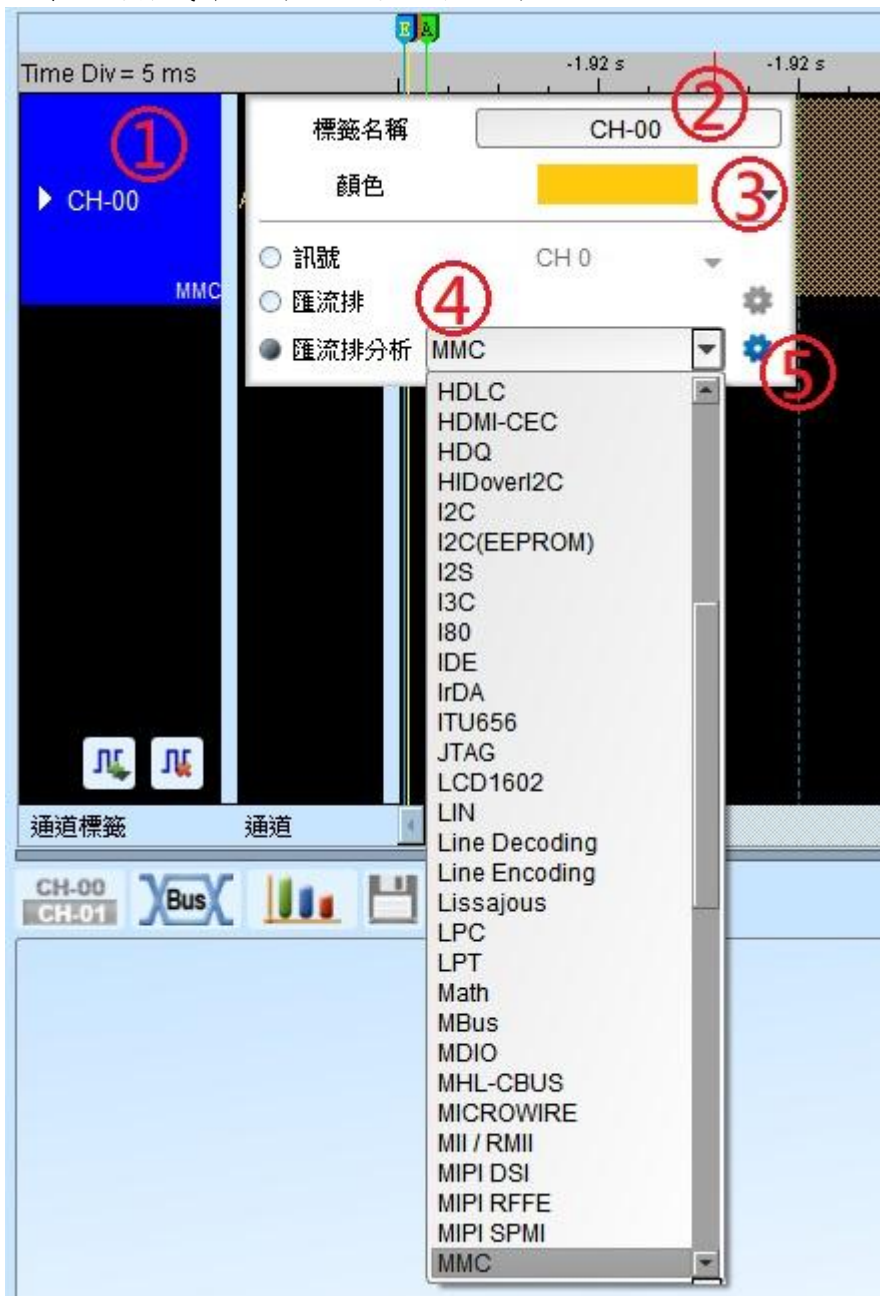 E A
Time Div = 5 ms
-1.92 s -1.92 s
①
②
標籤名稱 CH-00
顏色
③
CH-00
訊號 CH 0
MMC
④
匯流排
匯流排分析 MMC
⑤
HDLC
HDMI-CEC
HDQ
HIDoverI2C
I2C
I2C(EEPROM)
I2S
I3C
I80
IDE
IrDA
ITU656
JTAG
LCD1602
LIN
Line Decoding
Line Encoding
Lissajous
LPC
LPT
Math
MBus
MDIO
MHL-CBUS
MICROWIRE
MII / RMII
MIPI DSI
MIPI RFFE
MIPI SPMI
MMC
通道標籤 通道
CH-00
CH-01
Bus